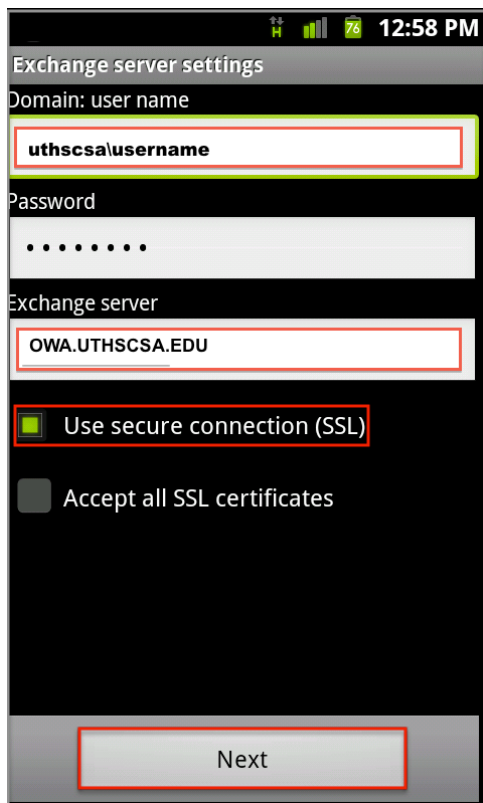 H 76 12:58 PM
Exchange server settings
Domain: user name
uthscsa\username
Password
••••••••
Exchange server
OWA.UTHSCSA.EDU
Use secure connection (SSL)
Accept all SSL certificates
Next